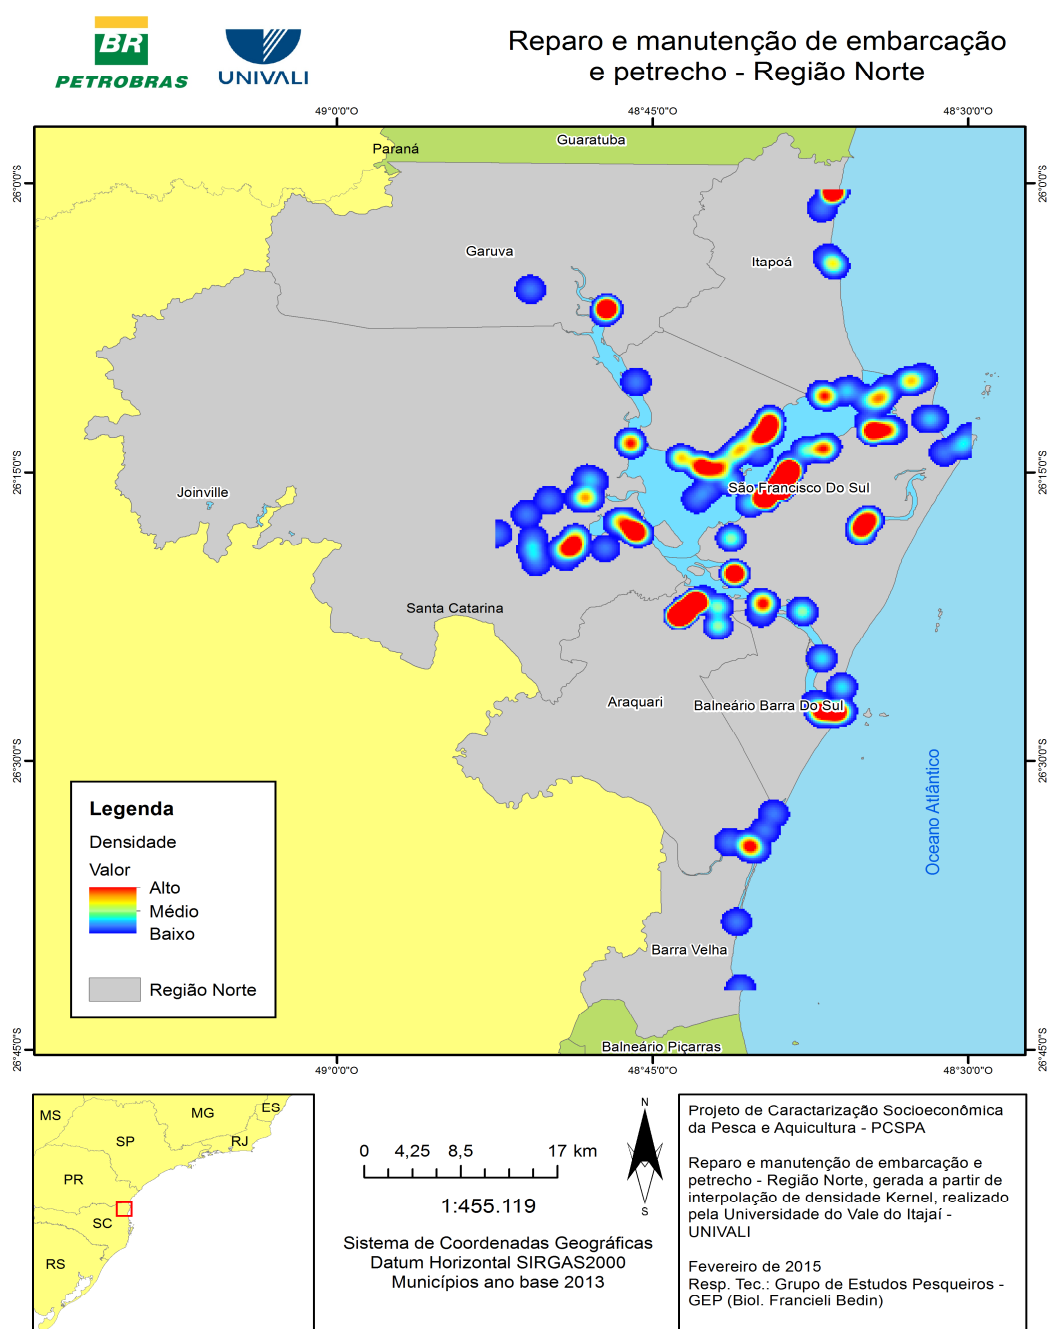 BR
PETROBRAS
UNIVALI
Reparo e manutenção de embarcação
e petrecho - Região Norte
49°0'0"O
48°45'0"O
48°30'0"O
26°0'0"S
26°0'0"S
26°15'0"S
26°15'0"S
26°30'0"S
26°30'0"S
26°45'0"S
26°45'0"S
Guaratuba
Paraná
Garuva
Itapoá
Joinville
São Francisco Do Sul
Santa Catarina
Araquari
Balneário Barra Do Sul
Oceano Atlântico
Barra Velha
Balneário Piçarras
Legenda
Densidade
Valor
Alto
Médio
Baixo
Região Norte
49°0'0"O
48°45'0"O
48°30'0"O
MS
MG
ES
SP
RJ
PR
SC
RS
0 4,25 8,5 17 km
1:455.119
Sistema de Coordenadas Geográficas
Datum Horizontal SIRGAS2000
Municípios ano base 2013
N
S
Projeto de Caractarização Socioeconômica
da Pesca e Aquicultura - PCSPA
Reparo e manutenção de embarcação e
petrecho - Região Norte, gerada a partir de
interpolação de densidade Kernel, realizado
pela Universidade do Vale do Itajaí -
UNIVALI
Fevereiro de 2015
Resp. Tec.: Grupo de Estudos Pesqueiros -
GEP (Biol. Francieli Bedin)